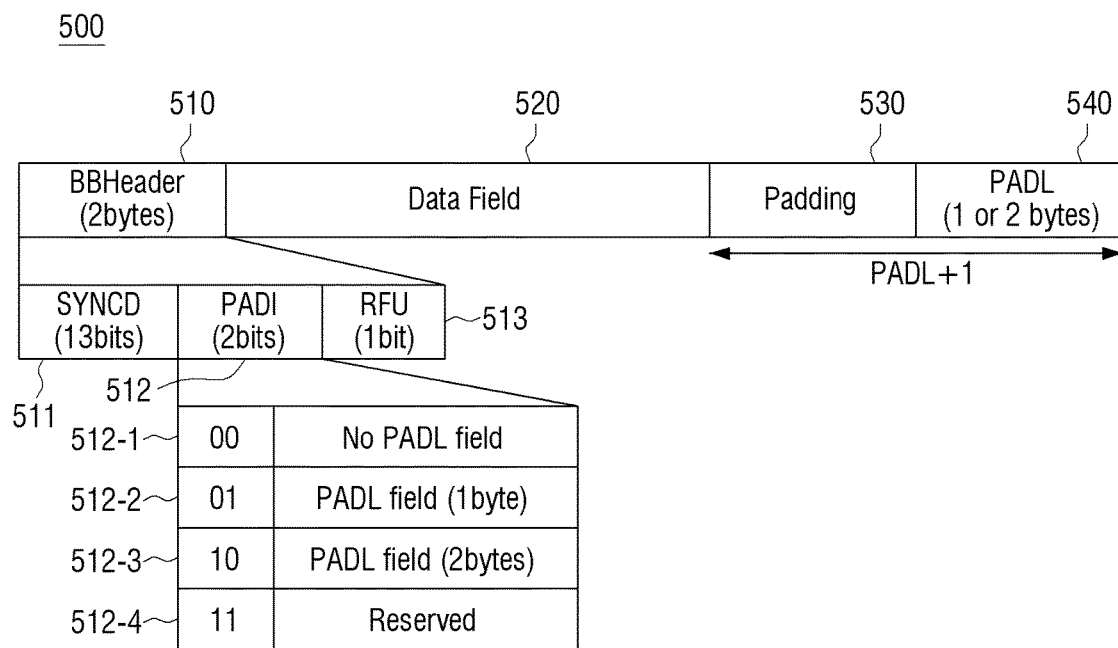 500
510 520 530 540
BBHeader Data Field Padding PADL
(2bytes) (1 or 2 bytes)
PADL+1
SYNCD PADI RFU 513
(13bits) (2bits) (1bit)
511 512
512-1 00 No PADL field
512-2 01 PADL field (1byte)
512-3 10 PADL field (2bytes)
512-4 11 Reserved